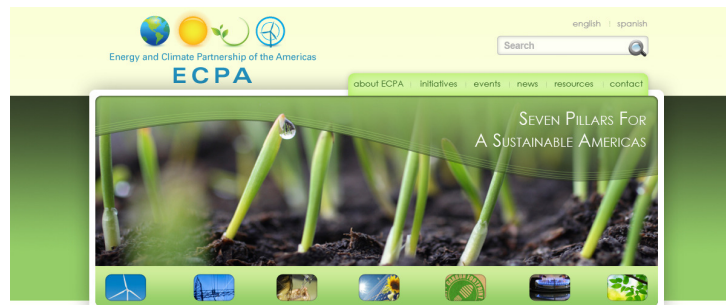 english | spanish
Search
Energy and Climate Partnership of the Americas
ECPA
about ECPA | initiatives | events | news | resources | contact
Seven Pillars For
A Sustainable Americas